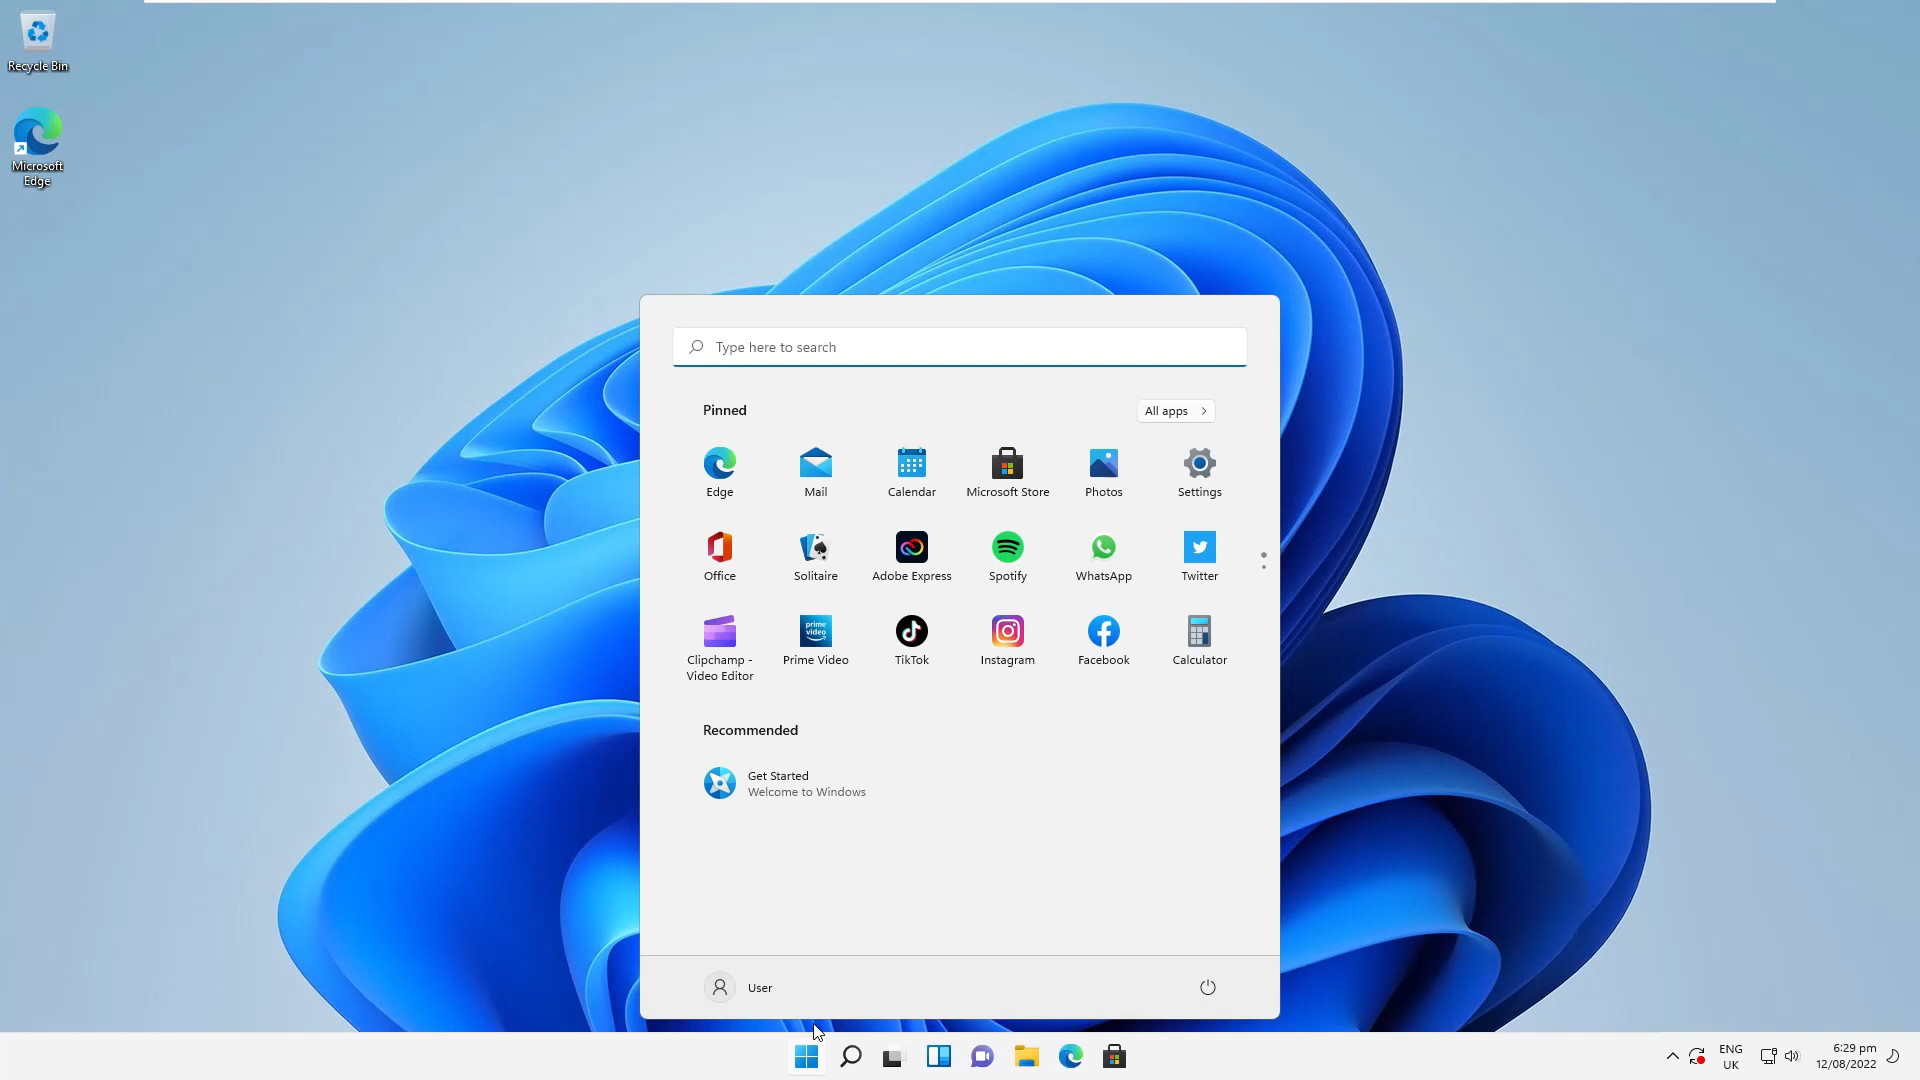 Recycle Bin
Microsoft
Edge
Type here to search
Pinned
All apps
Edge
Mail
Calendar
Microsoft Store
Photos
Settings
Office
Solitaire
Adobe Express
Spotify
WhatsApp
Twitter
prime
video
Clipchamp -
Video Editor
Prime Video
TikTok
Instagram
Facebook
Calculator
Recommended
Get Started
Welcome to Windows
User
ENG
UK
6:29 pm
12/08/2022